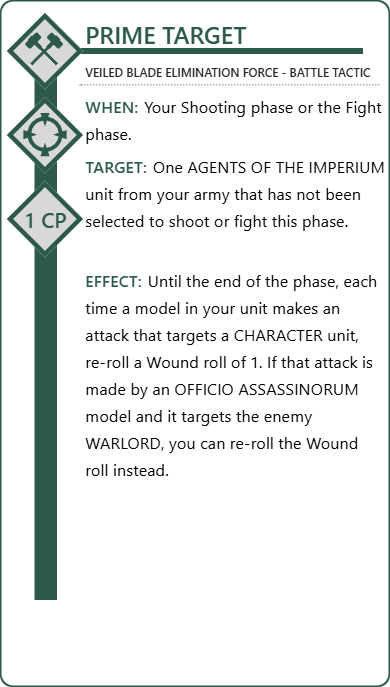 PRIME TARGET
VEILED BLADE ELIMINATION FORCE - BATTLE TACTIC
WHEN: Your Shooting phase or the Fight
phase.
TARGET: One AGENTS OF THE IMPERIUM
unit from your army that has not been
selected to shoot or fight this phase.
1 CP
EFFECT: Until the end of the phase, each
time a model in your unit makes an
attack that targets a CHARACTER unit,
re-roll a Wound roll of 1. If that attack is
made by an OFFICIO ASSASSINORUM
model and it targets the enemy
WARLORD, you can re-roll the Wound
roll instead.